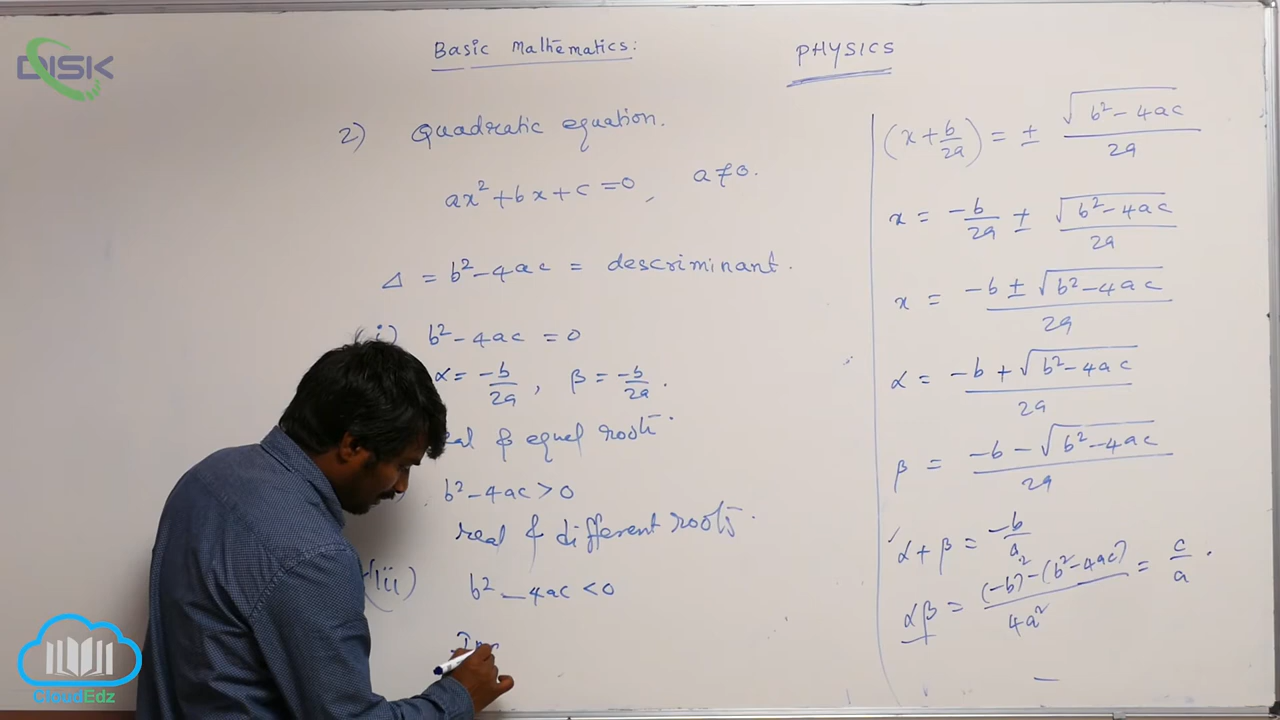 DISK
Basic Mathematics:
PHYSICS
2) Quadratic equation.
ax² + bx + c = 0, a ≠ 0.
Δ = b² - 4ac = descriminant.
i) b² - 4ac = 0
α = -b/2a, β = -b/2a.
& equal roots.
b² - 4ac > 0
real & different roots.
(iii) b² - 4ac < 0
(x + b/2a) = ± √(b² - 4ac)/2a
x = -b/2a ± √(b² - 4ac)/2a
x = (-b ± √(b² - 4ac))/2a
α = (-b + √(b² - 4ac))/2a
β = (-b - √(b² - 4ac))/2a
α + β = -b/a
αβ = ((-b)² - (b² - 4ac))/4a² = c/a.
CloudEdz